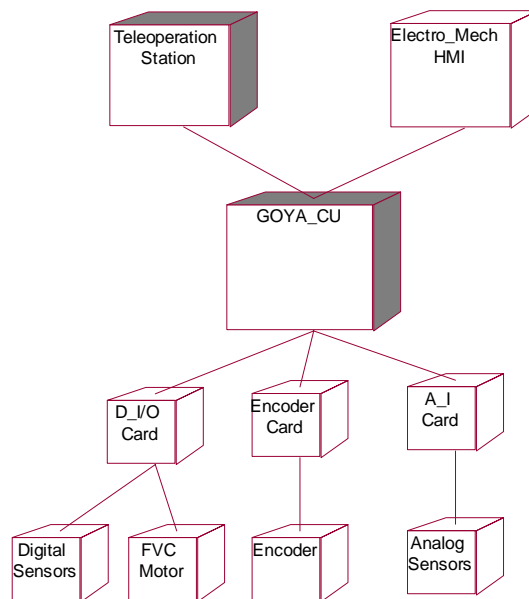 Teleoperation
Station
Electro_Mech
HMI
GOYA_CU
D_I/O
Card
Encoder
Card
A_I
Card
Digital
Sensors
FVC
Motor
Encoder
Analog
Sensors